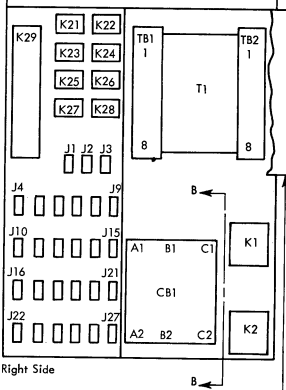 K21 K22
K29
K23 K24
K25 K26
K27 K28
TB1 TB2
1 1
T1
8 8
J1 J2 J3
J4 J9
B
J10 J15
A1 B1 C1
K1
J16 J21
CB1
J22 J27
A2 B2 C2
K2
Right Side
B